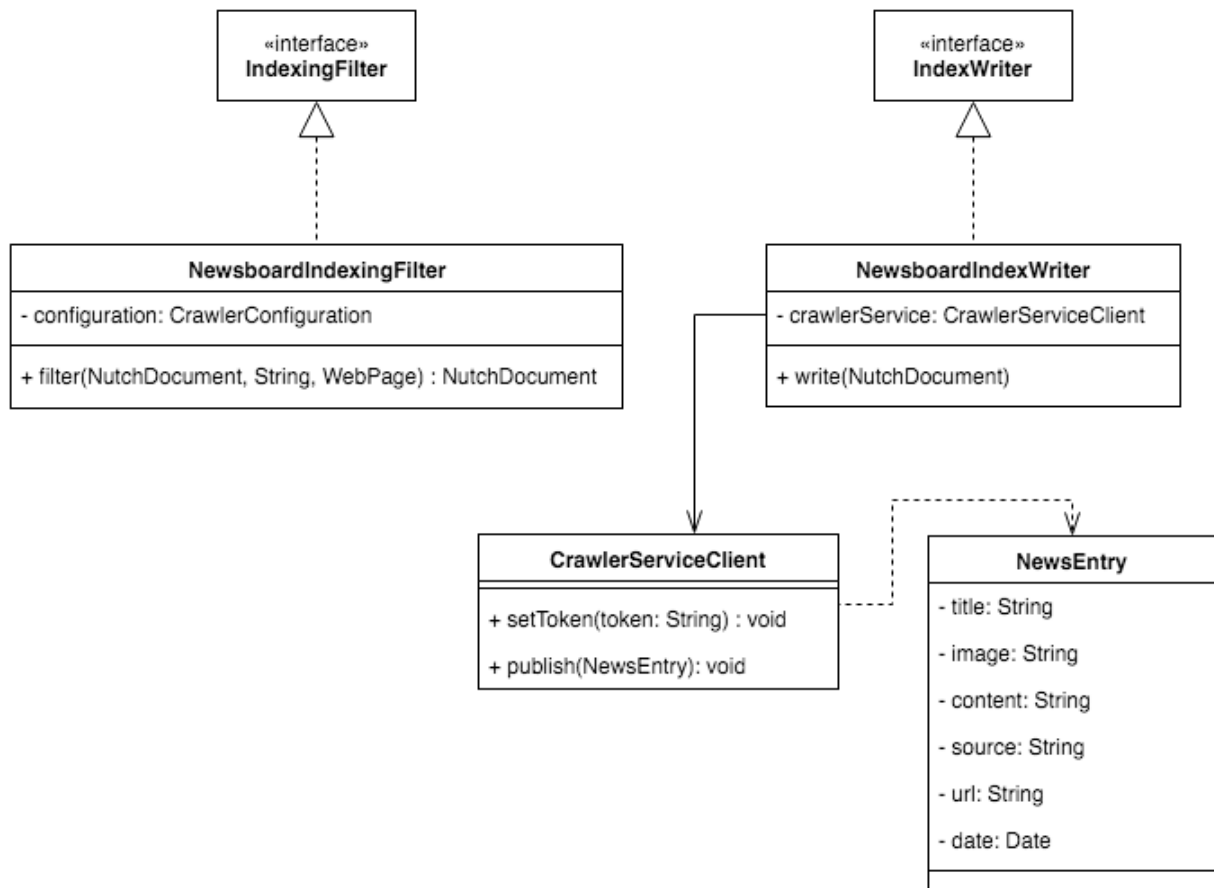 «interface»
IndexingFilter
«interface»
IndexWriter
NewsboardIndexingFilter
- configuration: CrawlerConfiguration
+ filter(NutchDocument, String, WebPage) : NutchDocument
NewsboardIndexWriter
- crawlerService: CrawlerServiceClient
+ write(NutchDocument)
CrawlerServiceClient
+ setToken(token: String) : void
+ publish(NewsEntry): void
NewsEntry
- title: String
- image: String
- content: String
- source: String
- url: String
- date: Date